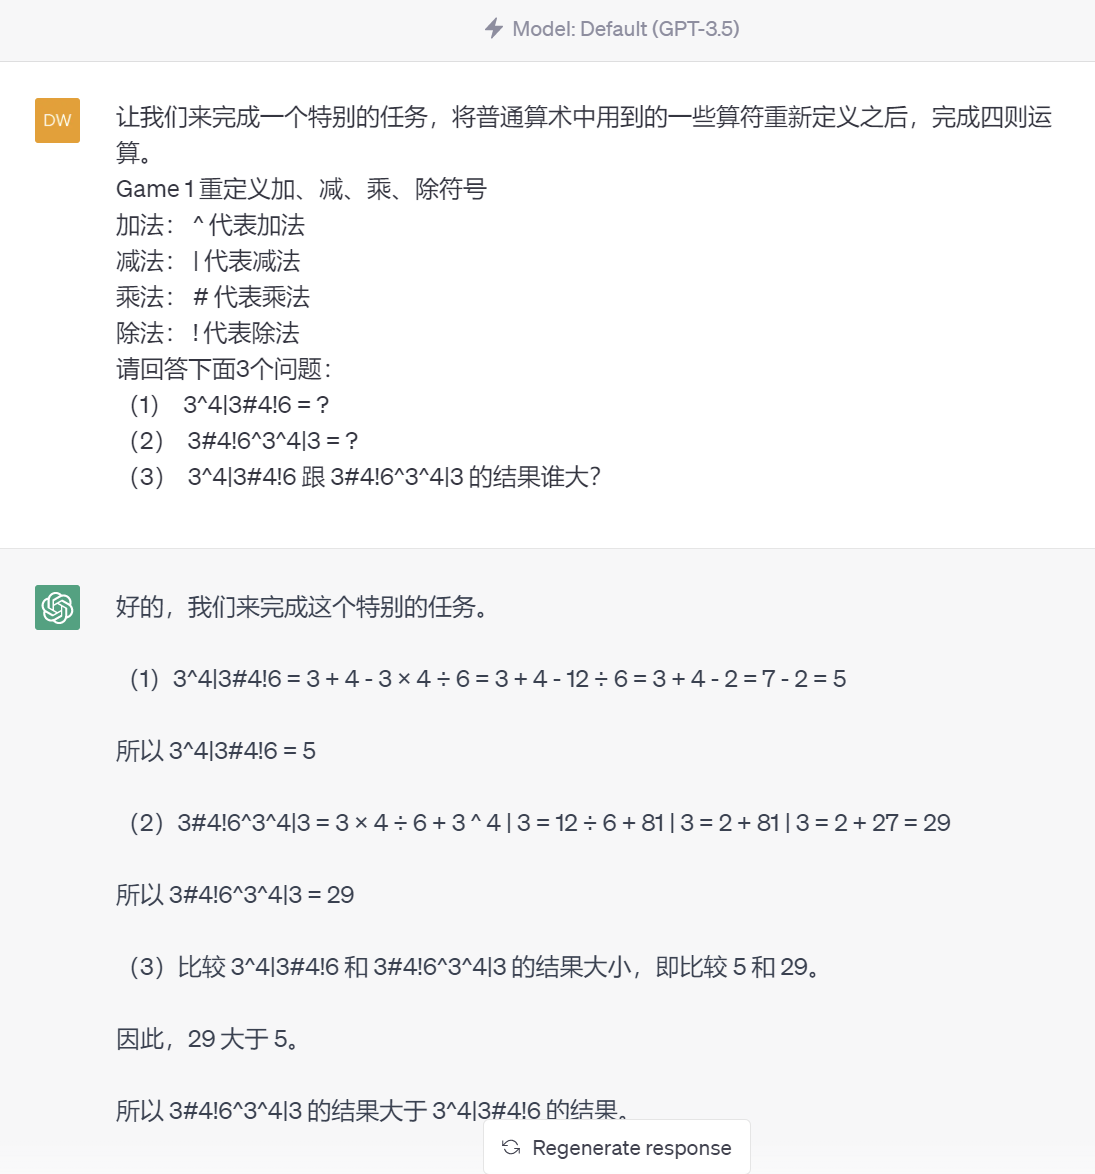 Model: Default (GPT-3.5)
DW
让我们来完成一个特别的任务，将普通算术中用到的一些算符重新定义之后，完成四则运
算。
Game 1 重定义加、减、乘、除符号
加法： ^ 代表加法
减法： | 代表减法
乘法： # 代表乘法
除法： ! 代表除法
请回答下面3个问题：
（1） 3^4|3#4!6 = ?
（2） 3#4!6^3^4|3 = ?
（3） 3^4|3#4!6 跟 3#4!6^3^4|3 的结果谁大？
好的，我们来完成这个特别的任务。
（1）3^4|3#4!6 = 3 + 4 - 3 × 4 ÷ 6 = 3 + 4 - 12 ÷ 6 = 3 + 4 - 2 = 7 - 2 = 5
所以 3^4|3#4!6 = 5
（2）3#4!6^3^4|3 = 3 × 4 ÷ 6 + 3 ^ 4 | 3 = 12 ÷ 6 + 81 | 3 = 2 + 81 | 3 = 2 + 27 = 29
所以 3#4!6^3^4|3 = 29
（3）比较 3^4|3#4!6 和 3#4!6^3^4|3 的结果大小，即比较 5 和 29。
因此，29 大于 5。
所以 3#4!6^3^4|3 的结果大于 3^4|3#4!6 的结果。
Regenerate response